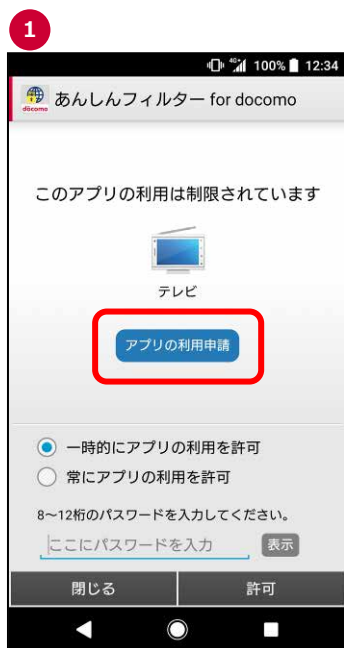 1
4G 100% 12:34
docomo あんしんフィルター for docomo
このアプリの利用は制限されています
テレビ
アプリの利用申請
一時的にアプリの利用を許可
常にアプリの利用を許可
8～12桁のパスワードを入力してください。
ここにパスワードを入力 表示
閉じる 許可